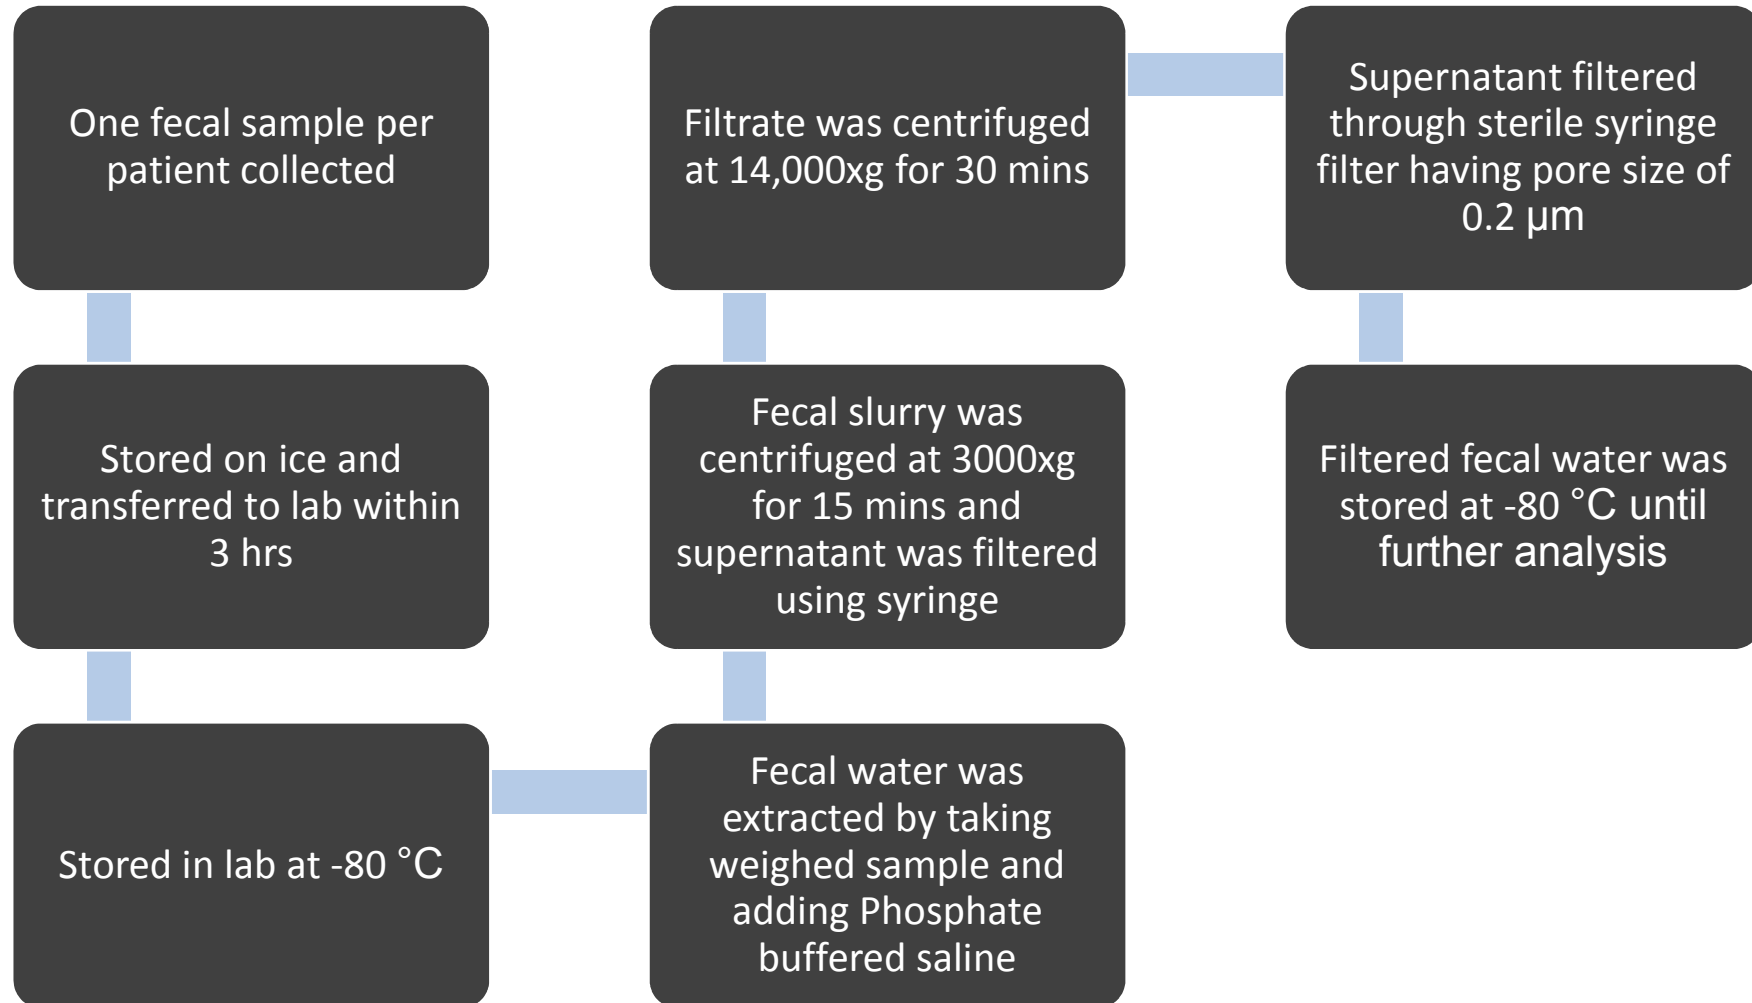 One fecal sample per
patient collected
Stored on ice and
transferred to lab within
3 hrs
Stored in lab at -80 °C
Fecal water was
extracted by taking
weighed sample and
adding Phosphate
buffered saline
Fecal slurry was
centrifuged at 3000xg
for 15 mins and
supernatant was filtered
using syringe
Filtrate was centrifuged
at 14,000xg for 30 mins
Supernatant filtered
through sterile syringe
filter having pore size of
0.2 µm
Filtered fecal water was
stored at -80 °C until
further analysis